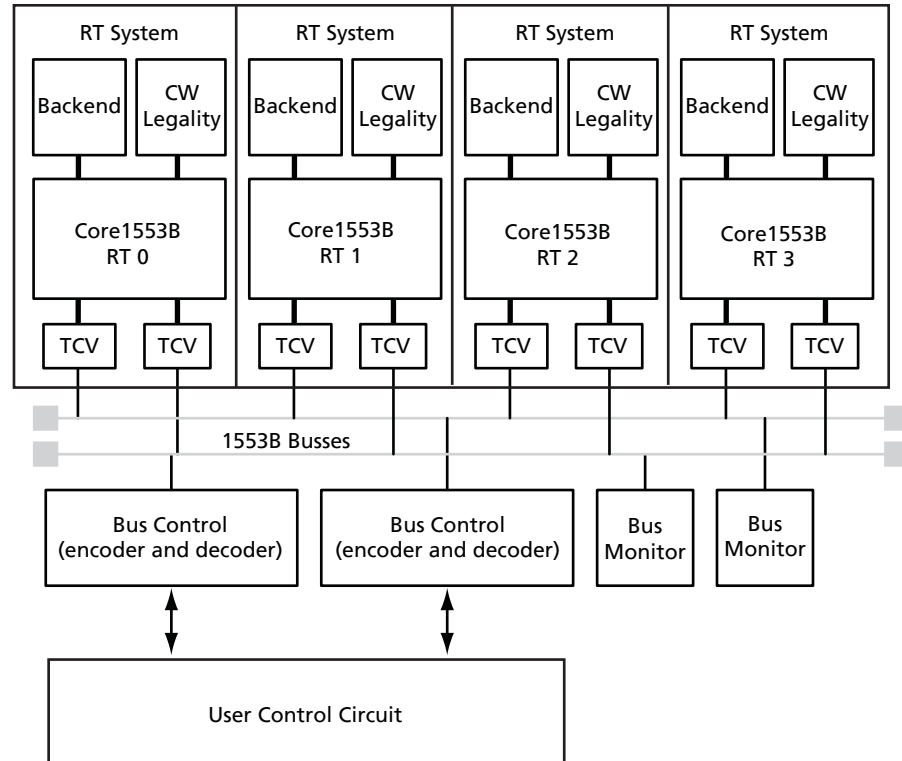 RT System
RT System
RT System
RT System
Backend
CW
Legality
Backend
CW
Legality
Backend
CW
Legality
Backend
CW
Legality
Core1553B
RT 0
Core1553B
RT 1
Core1553B
RT 2
Core1553B
RT 3
TCV
TCV
TCV
TCV
TCV
TCV
TCV
TCV
1553B Busses
Bus Control
(encoder and decoder)
Bus Control
(encoder and decoder)
Bus
Monitor
Bus
Monitor
User Control Circuit